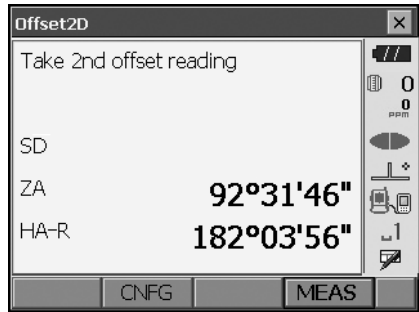 Offset2D
Take 2nd offset reading
0
0
ppm
SD
ZA 92°31'46"
HA-R 182°03'56"
1
CNFG MEAS